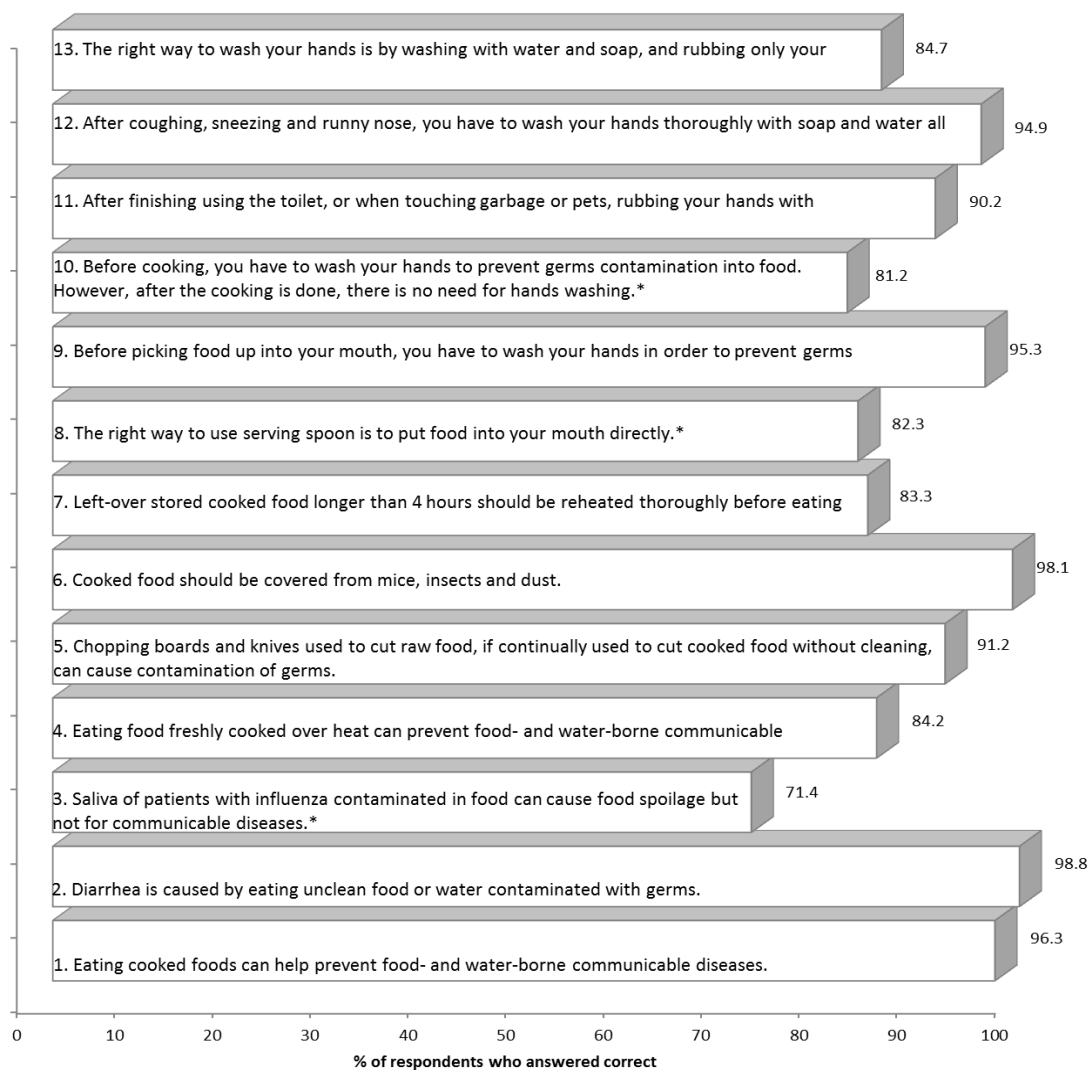 13. The right way to wash your hands is by washing with water and soap, and rubbing only your
84.7
12. After coughing, sneezing and runny nose, you have to wash your hands thoroughly with soap and water all
94.9
11. After finishing using the toilet, or when touching garbage or pets, rubbing your hands with
90.2
10. Before cooking, you have to wash your hands to prevent germs contamination into food.
However, after the cooking is done, there is no need for hands washing.*
81.2
9. Before picking food up into your mouth, you have to wash your hands in order to prevent germs
95.3
8. The right way to use serving spoon is to put food into your mouth directly.*
82.3
7. Left-over stored cooked food longer than 4 hours should be reheated thoroughly before eating
83.3
6. Cooked food should be covered from mice, insects and dust.
98.1
5. Chopping boards and knives used to cut raw food, if continually used to cut cooked food without cleaning,
can cause contamination of germs.
91.2
4. Eating food freshly cooked over heat can prevent food- and water-borne communicable
84.2
3. Saliva of patients with influenza contaminated in food can cause food spoilage but
not for communicable diseases.*
71.4
2. Diarrhea is caused by eating unclean food or water contaminated with germs.
98.8
1. Eating cooked foods can help prevent food- and water-borne communicable diseases.
96.3
0 10 20 30 40 50 60 70 80 90 100
% of respondents who answered correct